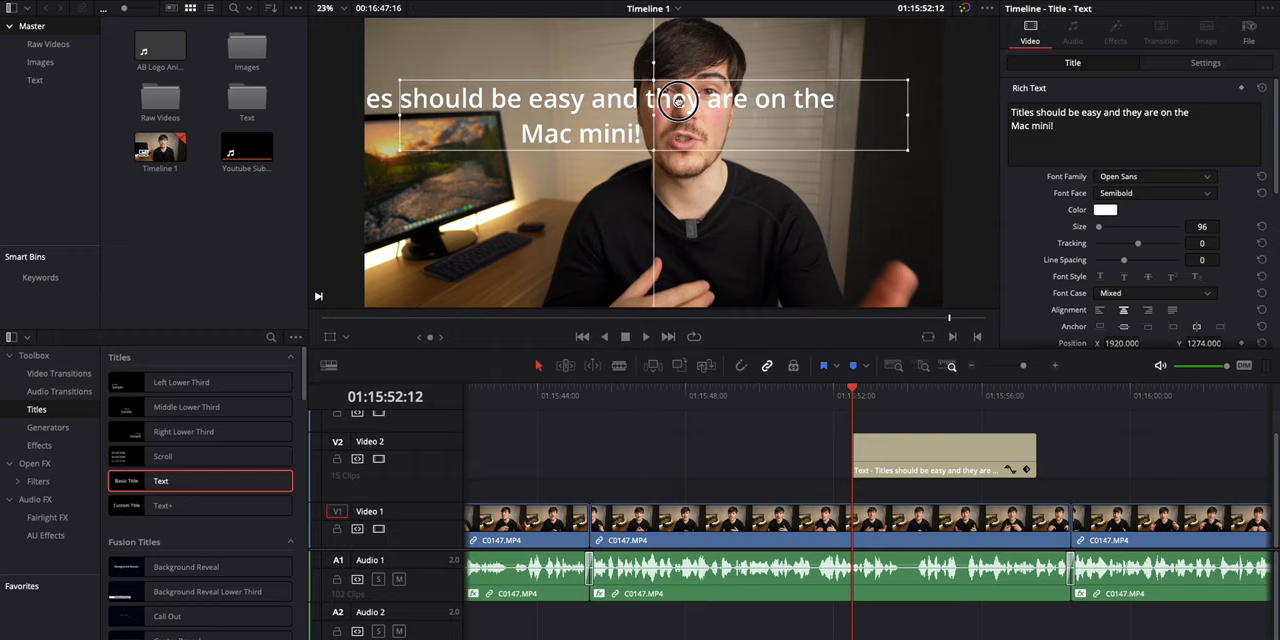 23%
00:16:47:16
Timeline 1
01:15:52:12
Timeline - Title - Text
Master
Raw Videos
Images
Text
AB Logo Ani...
Images
Raw Videos
Text
Timeline 1
Youtube Sub...
Smart Bins
Keywords
es should be easy and they are on the
Mac mini!
Video
Audio
Effects
Transition
Image
File
Title
Settings
Rich Text
Titles should be easy and they are on the
Mac mini!
Font Family
Open Sans
Font Face
Semibold
Color
Size
96
Tracking
0
Line Spacing
0
Font Style
T T T T T
Font Case
Mixed
Alignment
Anchor
Position
X 1920.000
Y 1274.000
Toolbox
Video Transitions
Audio Transitions
Titles
Generators
Effects
Open FX
Filters
Audio FX
Fairlight FX
AU Effects
Favorites
Titles
Left Lower Third
Middle Lower Third
Right Lower Third
Scroll
Basic Title
Text
Custom Title
Text+
Fusion Titles
Background Reveal
Background Reveal Lower Third
Call Out
DIM
01:15:52:12
01:15:44:00
01:15:48:00
01:15:52:00
01:15:56:00
01:16:00:00
V2
Video 2
15 Clips
Text - Titles should be easy and they are ...
V1
Video 1
C0147.MP4
C0147.MP4
C0147.MP4
A1
Audio 1
2.0
S
M
102 Clips
fx
C0147.MP4
fx
C0147.MP4
fx
C0147.MP4
A2
Audio 2
2.0
S
M